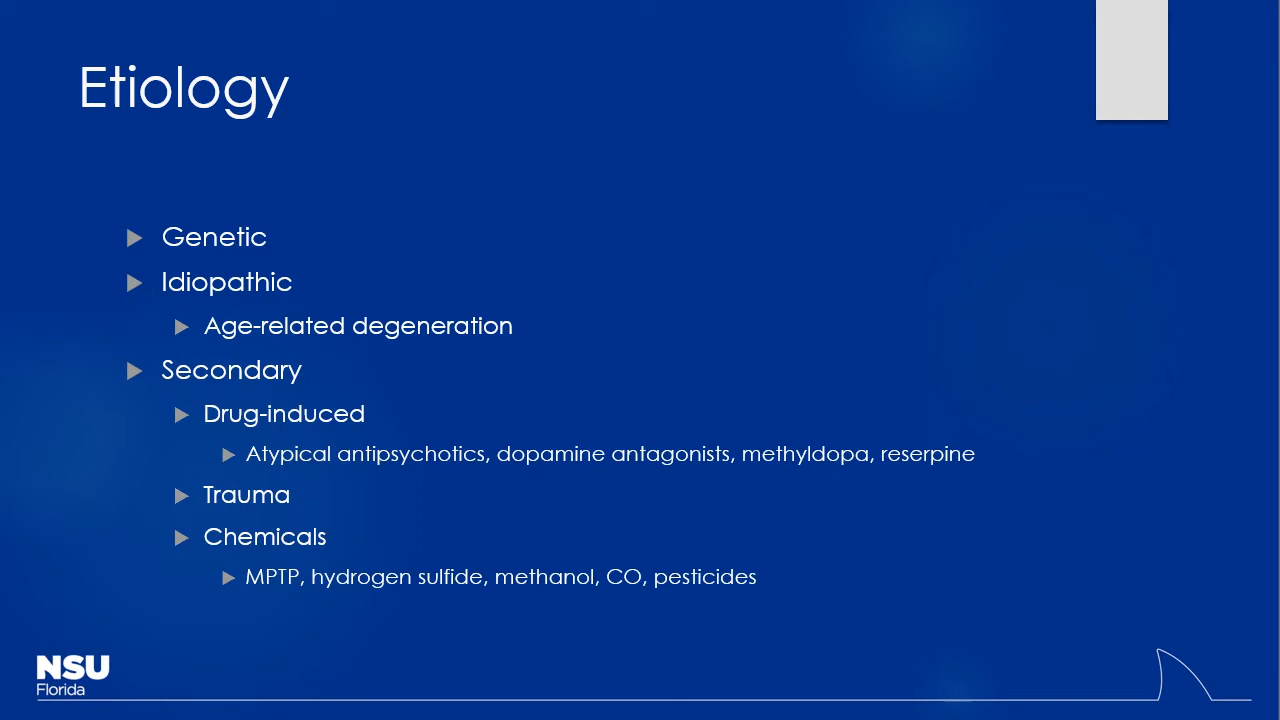 Etiology
Genetic
Idiopathic
Age-related degeneration
Secondary
Drug-induced
Atypical antipsychotics, dopamine antagonists, methyldopa, reserpine
Trauma
Chemicals
MPTP, hydrogen sulfide, methanol, CO, pesticides
NSU
Florida